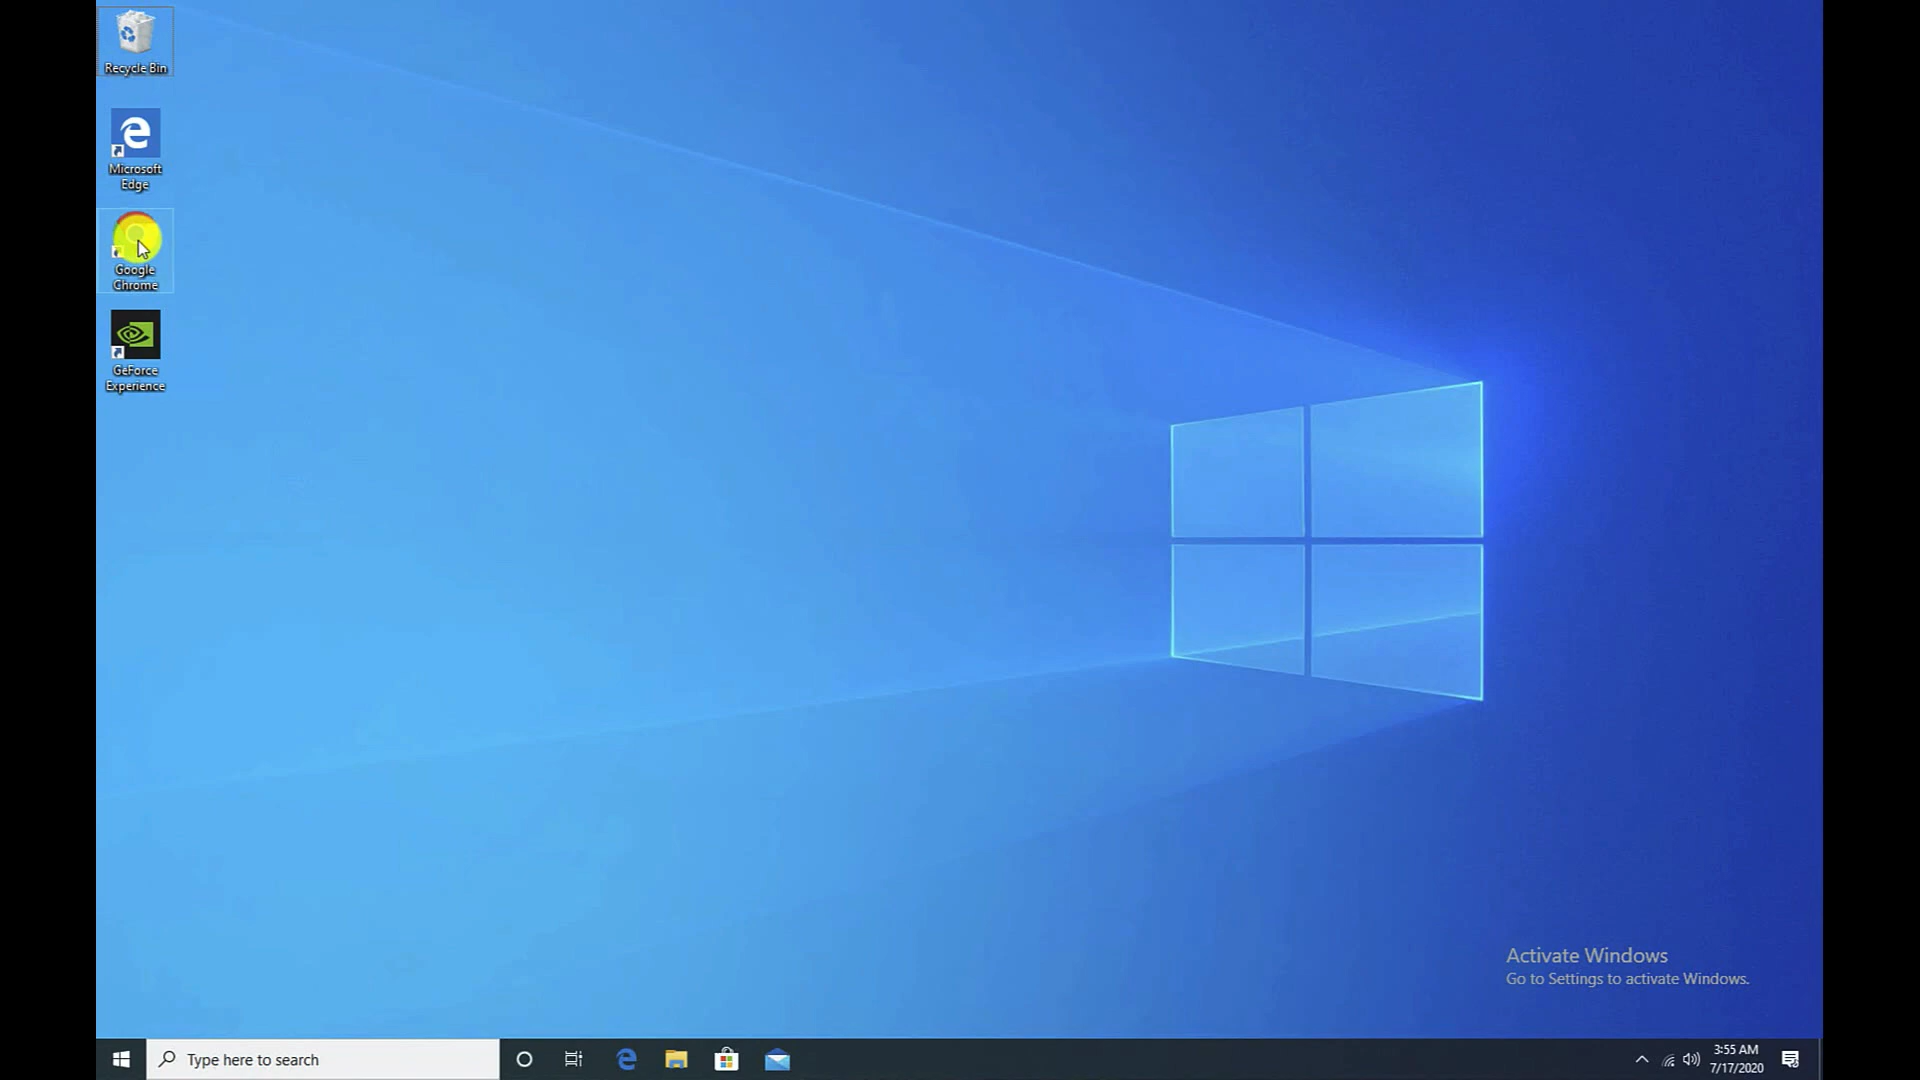 Recycle Bin
Microsoft
Edge
Google
Chrome
GeForce
Experience
Activate Windows
Go to Settings to activate Windows.
Type here to search
3:55 AM
7/17/2020